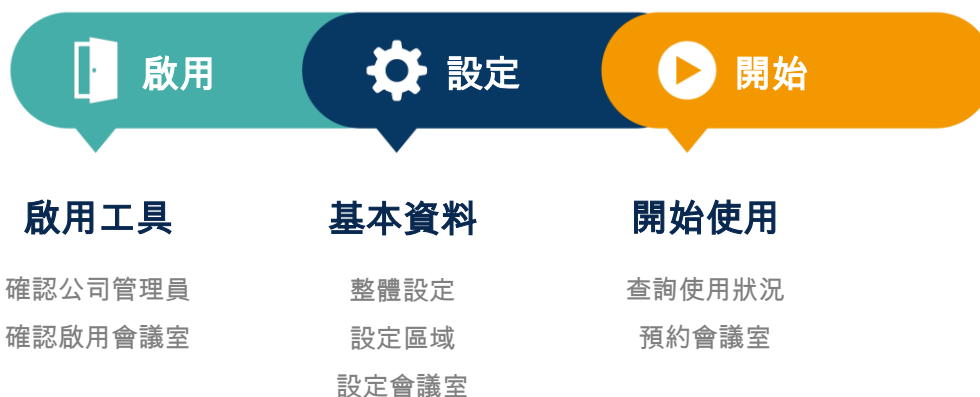 啟用
設定
開始
啟用工具
基本資料
開始使用
確認公司管理員
整體設定
查詢使用狀況
確認啟用會議室
設定區域
預約會議室
設定會議室